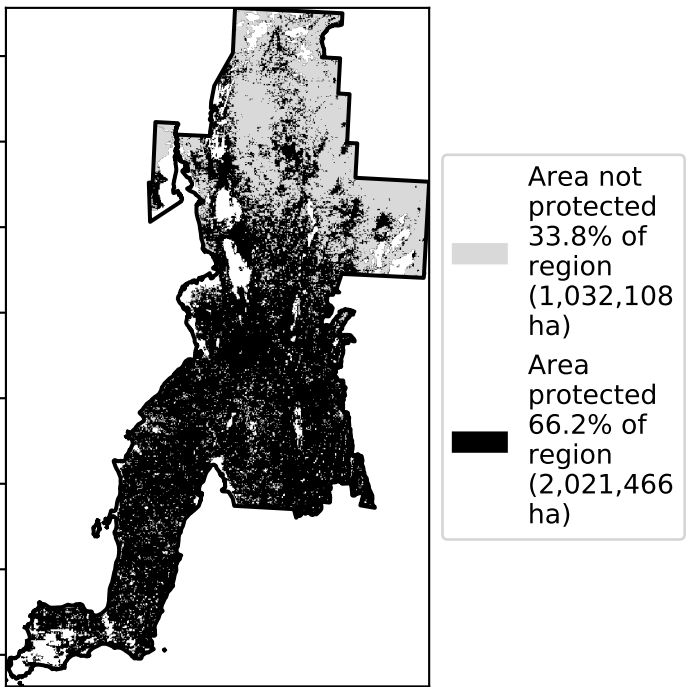 Area not
protected
33.8% of
region
(1,032,108
ha)
Area
protected
66.2% of
region
(2,021,466
ha)